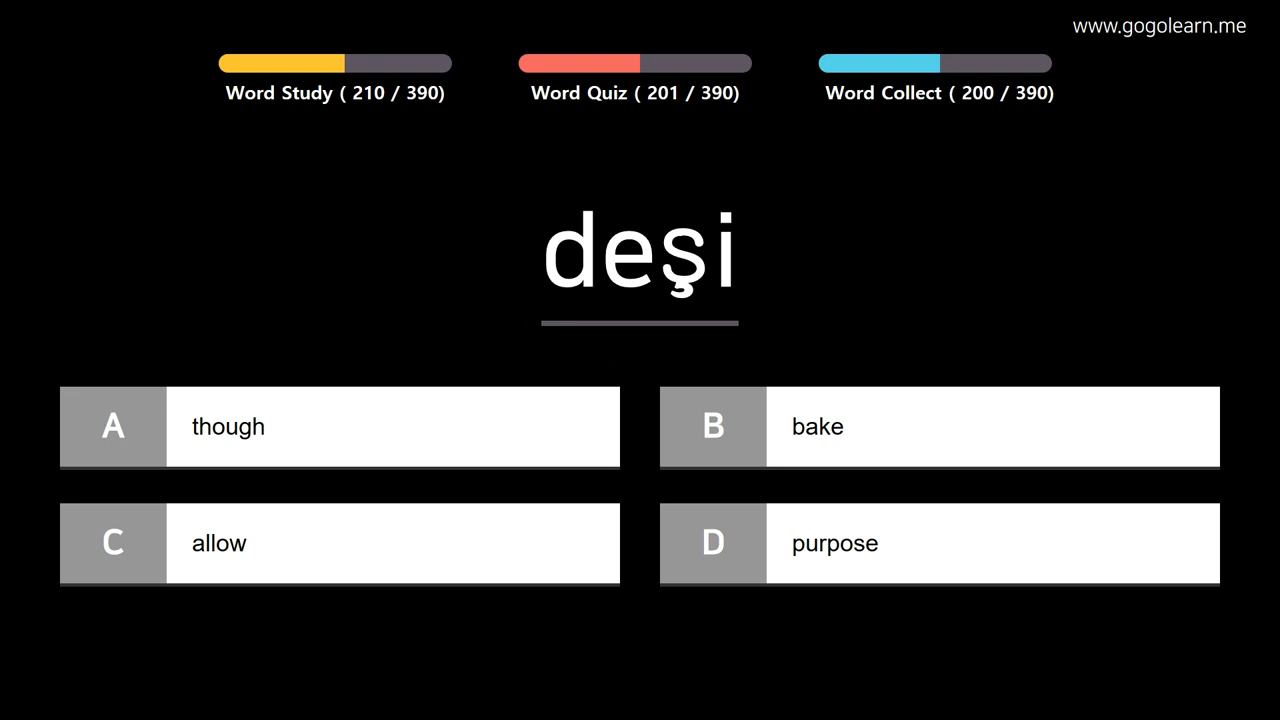 www.gogolearn.me
Word Study ( 210 / 390)
Word Quiz ( 201 / 390)
Word Collect ( 200 / 390)
deşi
A though
B bake
C allow
D purpose